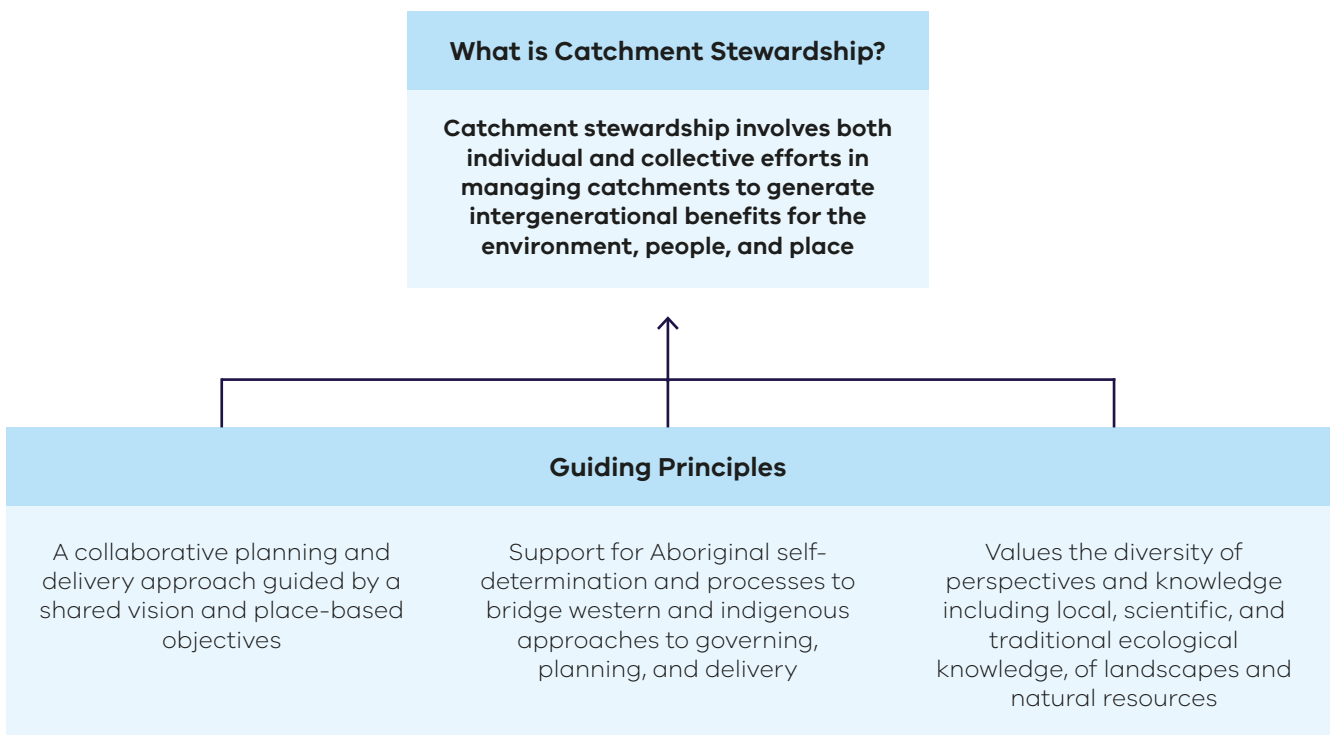 What is Catchment Stewardship?
Catchment stewardship involves both
individual and collective efforts in
managing catchments to generate
intergenerational benefits for the
environment, people, and place
Guiding Principles
A collaborative planning and
delivery approach guided by a
shared vision and place-based
objectives
Support for Aboriginal self-
determination and processes to
bridge western and indigenous
approaches to governing,
planning, and delivery
Values the diversity of
perspectives and knowledge
including local, scientific, and
traditional ecological
knowledge, of landscapes and
natural resources